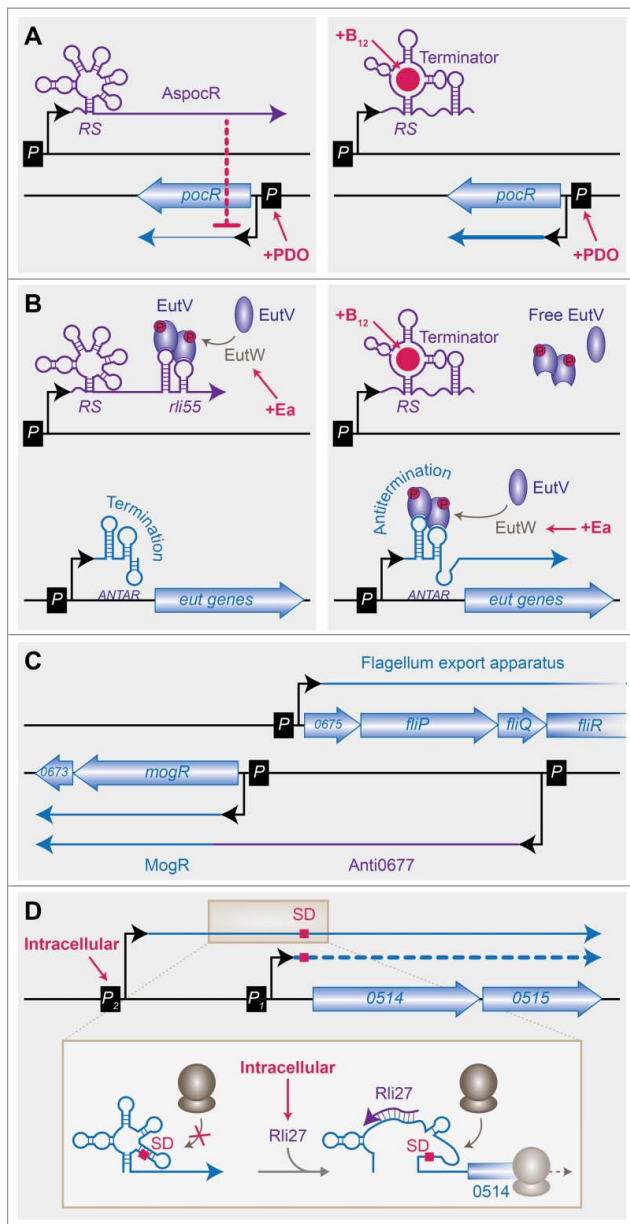 A
AspocR
RS
P
pocR
P
+PDO
+B12
Terminator
RS
P
pocR
P
+PDO
B
EutV
P
P
EutV
EutW
+Ea
RS
rli55
P
Termination
P
ANTAR
eut genes
+B12
Terminator
Free EutV
P
P
RS
P
Antitermination
P
P
EutV
EutW
+Ea
P
ANTAR
eut genes
C
Flagellum export apparatus
P
0675
fliP
fliQ
fliR
0673
mogR
P
P
MogR
Anti0677
D
SD
Intracellular
P2
P1
0514
0515
Intracellular
Rli27
SD
Rli27
SD
0514